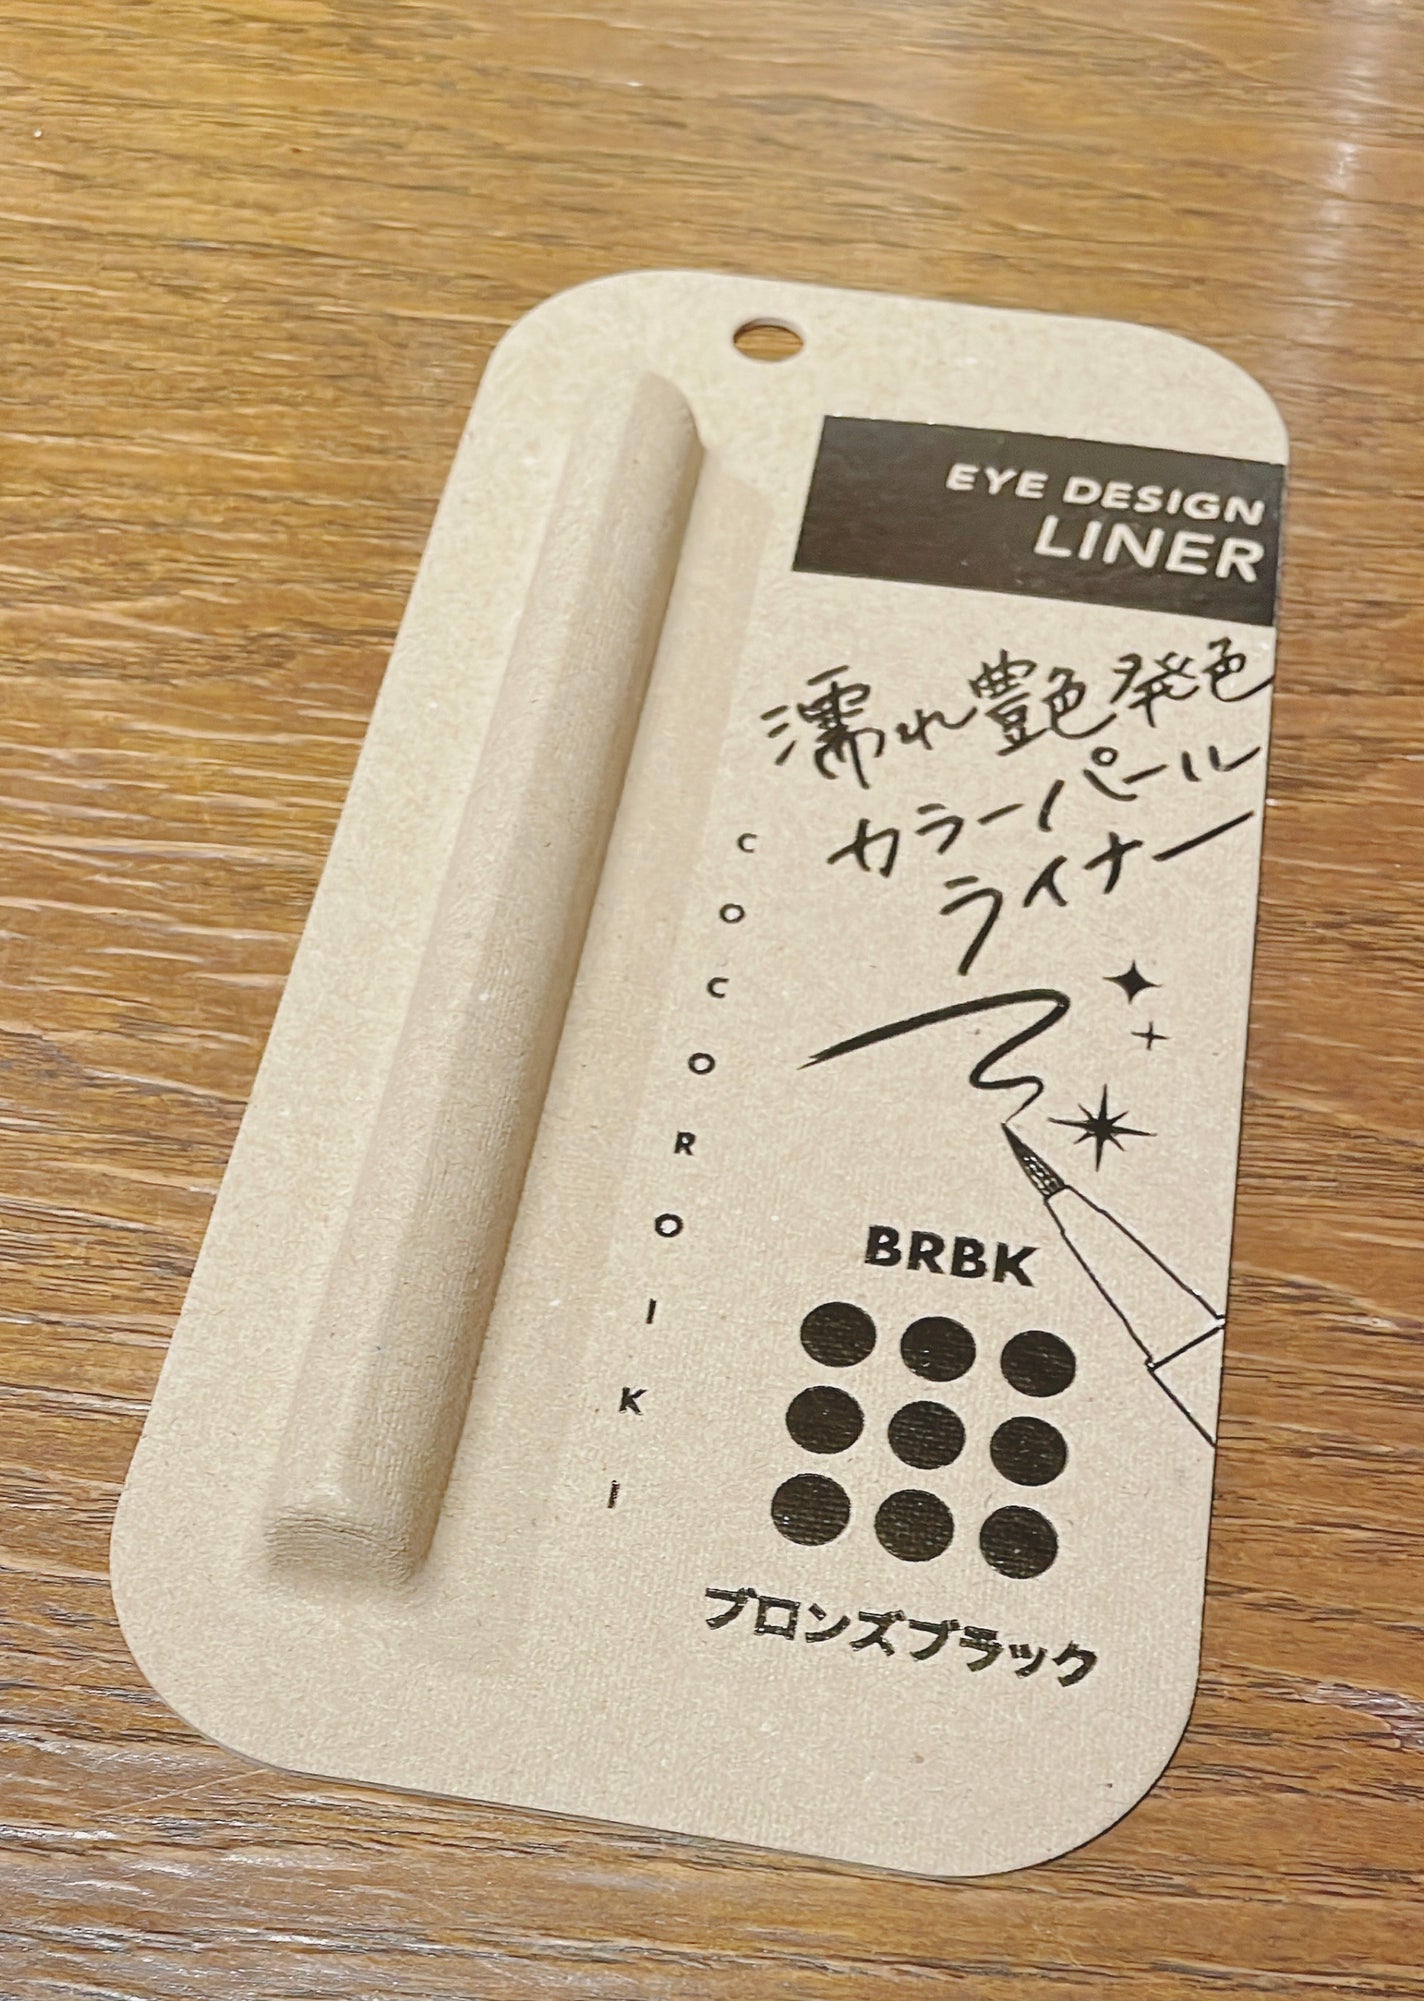 EYE DESIGN
LINER
濡れ艶発色
カラーパール
ライナー
COCOROIKI
BRBK
ブロンズブラック